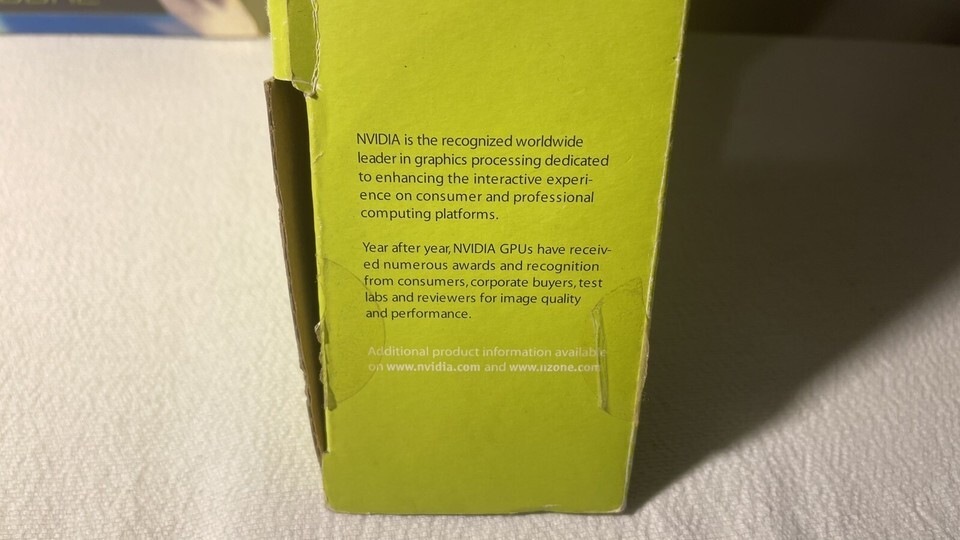 NVIDIA is the recognized worldwide
leader in graphics processing dedicated
to enhancing the interactive experi-
ence on consumer and professional
computing platforms.
Year after year, NVIDIA GPUs have receiv-
ed numerous awards and recognition
from consumers, corporate buyers, test
labs and reviewers for image quality
and performance.
Additional product information available
on www.nvidia.com and www.nzone.com